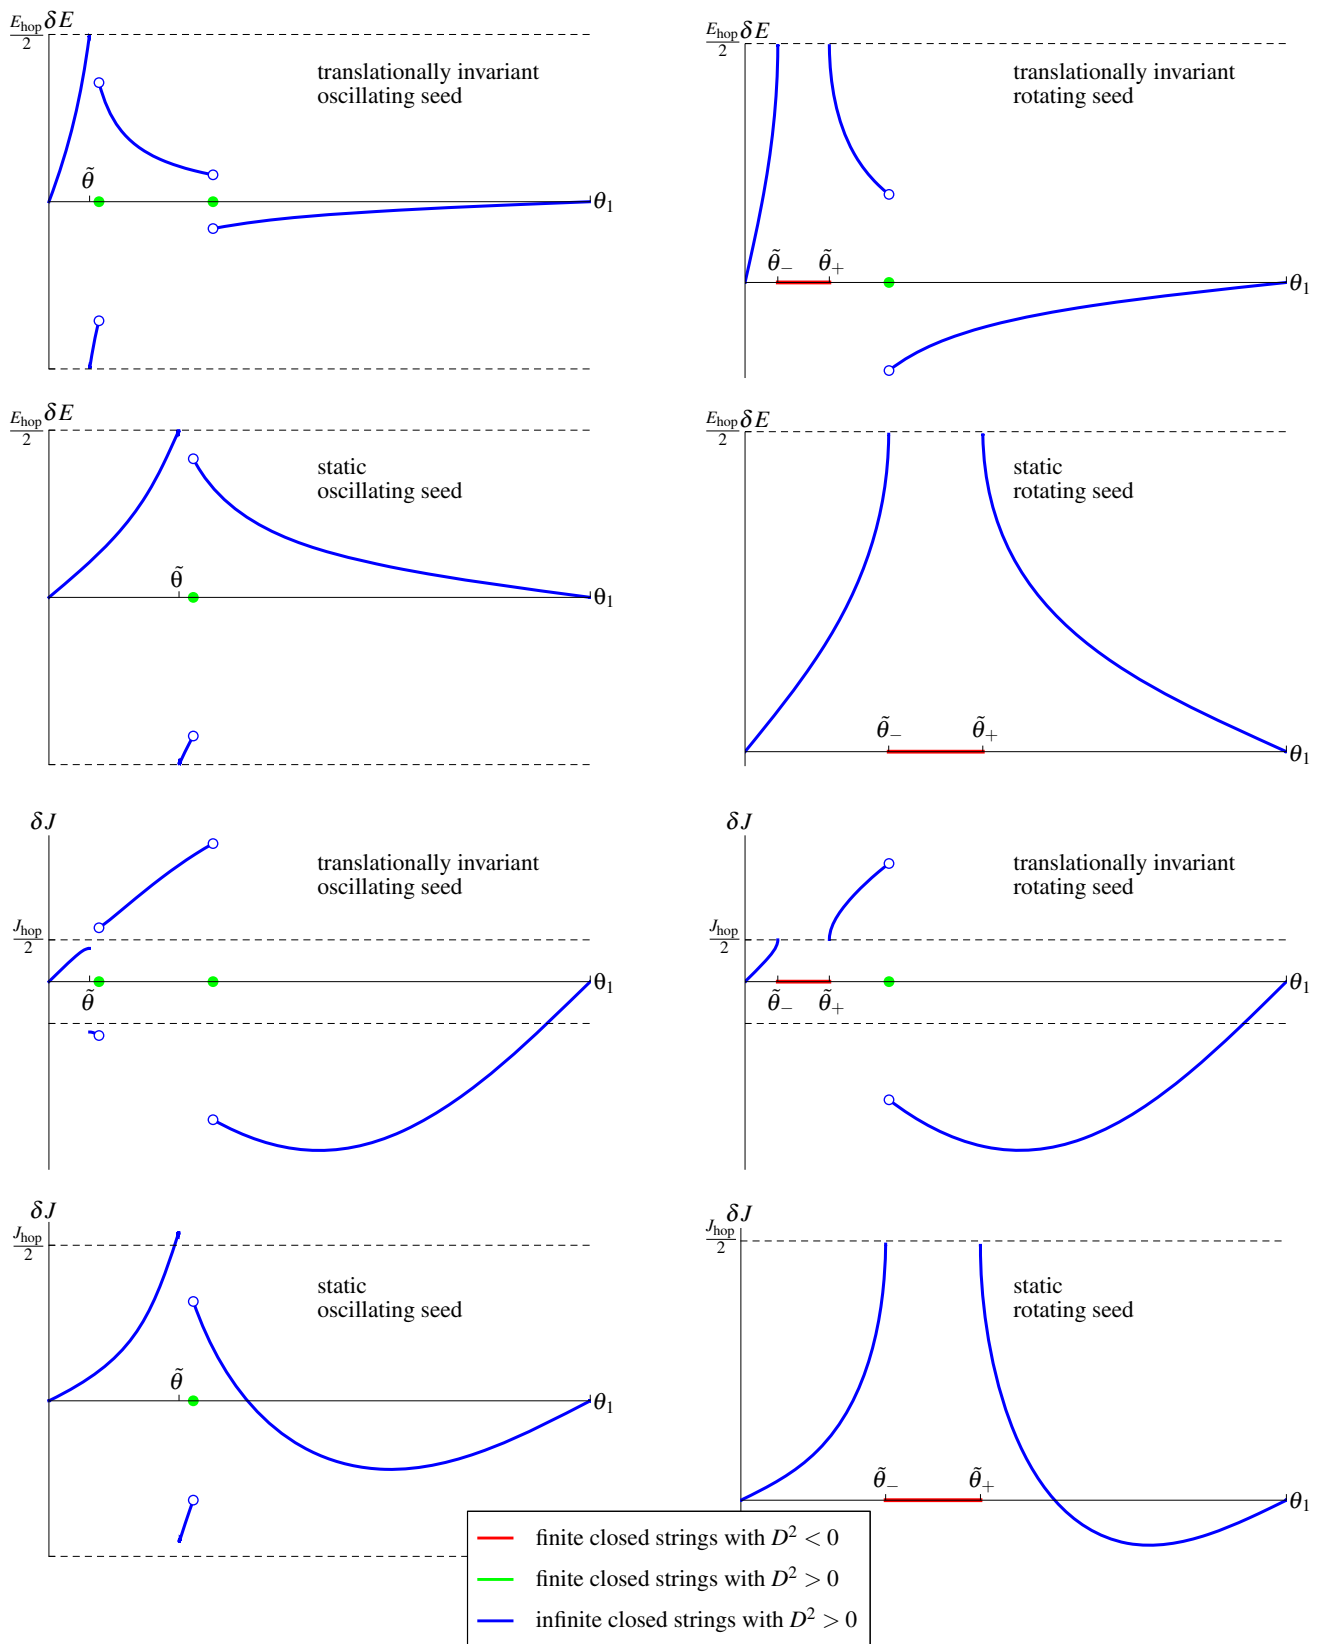 E_hop/2 δE
translationally invariant
oscillating seed
θ̃
θ₁
E_hop/2 δE
translationally invariant
rotating seed
θ̃₋ θ̃₊
θ₁
E_hop/2 δE
static
oscillating seed
θ̃
θ₁
E_hop/2 δE
static
rotating seed
θ̃₋ θ̃₊
θ₁
δJ
translationally invariant
oscillating seed
J_hop/2
θ̃
θ₁
δJ
translationally invariant
rotating seed
J_hop/2
θ̃₋ θ̃₊
θ₁
δJ
J_hop/2
static
oscillating seed
θ̃
θ₁
δJ
J_hop/2
static
rotating seed
θ̃₋ θ̃₊
θ₁
finite closed strings with D² < 0
finite closed strings with D² > 0
infinite closed strings with D² > 0